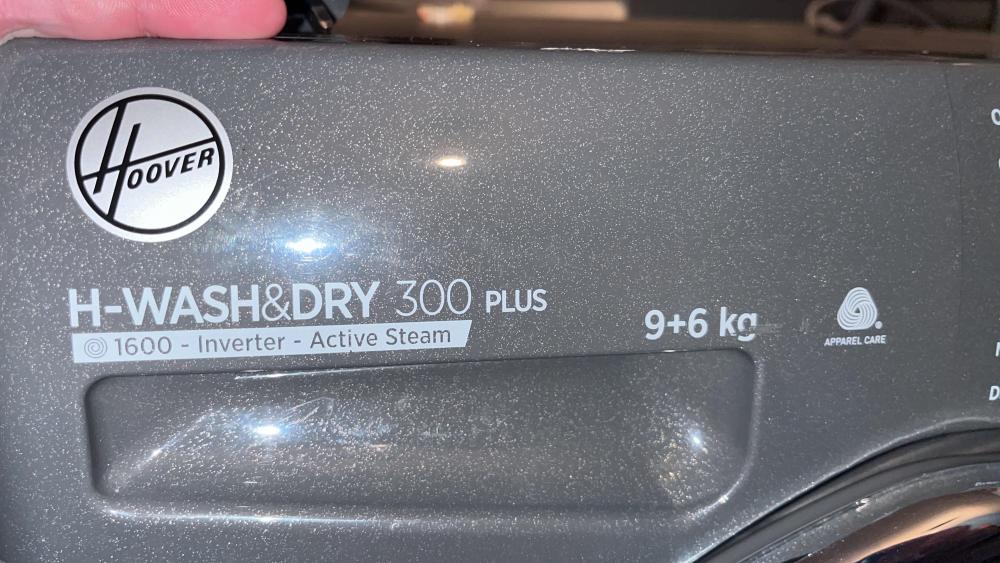 HOOVER
H-WASH&DRY 300 PLUS
1600 - Inverter - Active Steam
9+6 kg
APPAREL CARE